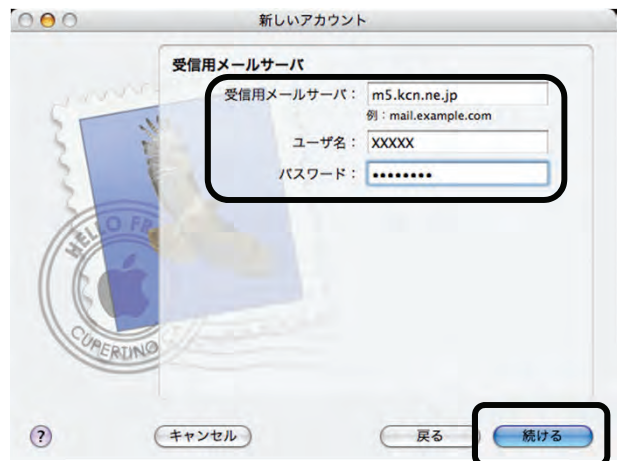 新しいアカウント
受信用メールサーバ
受信用メールサーバ： m5.kcn.ne.jp
例：mail.example.com
ユーザ名： XXXXX
パスワード： ••••••••
HELLO FR
CUPERTINO
?
キャンセル
戻る
続ける